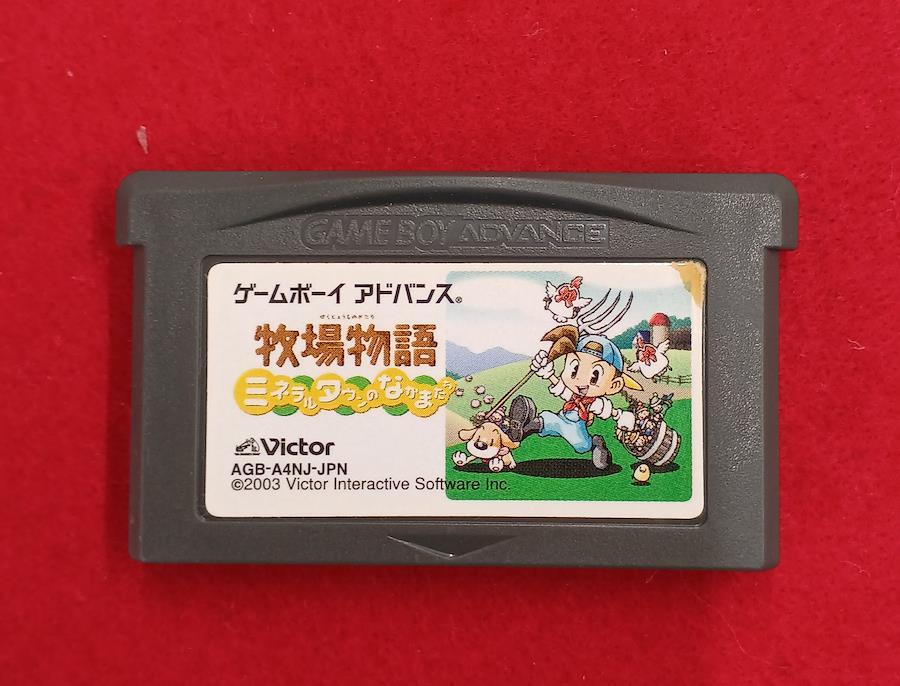 GAME BOY ADVANCE
ゲームボーイ アドバンス®
ぼくじょうものがたり
牧場物語
ミネラルタウンのなかまたち
Victor
AGB-A4NJ-JPN
©2003 Victor Interactive Software Inc.